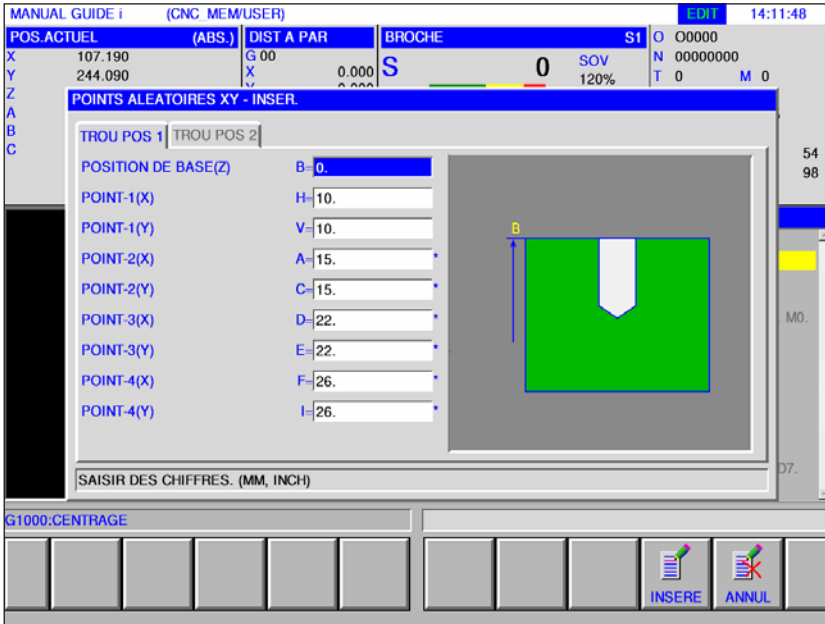 MANUAL GUIDE i (CNC_MEM/USER) EDIT 14:11:48
POS.ACTUEL (ABS.) DIST A PAR BROCHE S1 O O0000
X 107.190 G 00 N 00000000
Y 244.090 X 0.000 S 0 SOV 120% T 0 M 0
Z
A
B
C
54
98
POINTS ALEATOIRES XY - INSER.
TROU POS 1 TROU POS 2
POSITION DE BASE(Z) B= 0.
POINT-1(X) H= 10.
POINT-1(Y) V= 10.
POINT-2(X) A= 15. *
POINT-2(Y) C= 15. *
POINT-3(X) D= 22. *
POINT-3(Y) E= 22. *
POINT-4(X) F= 26. *
POINT-4(Y) I= 26. *
B
. M0.
07.
SAISIR DES CHIFFRES. (MM, INCH)
G1000:CENTRAGE
INSERE ANNUL